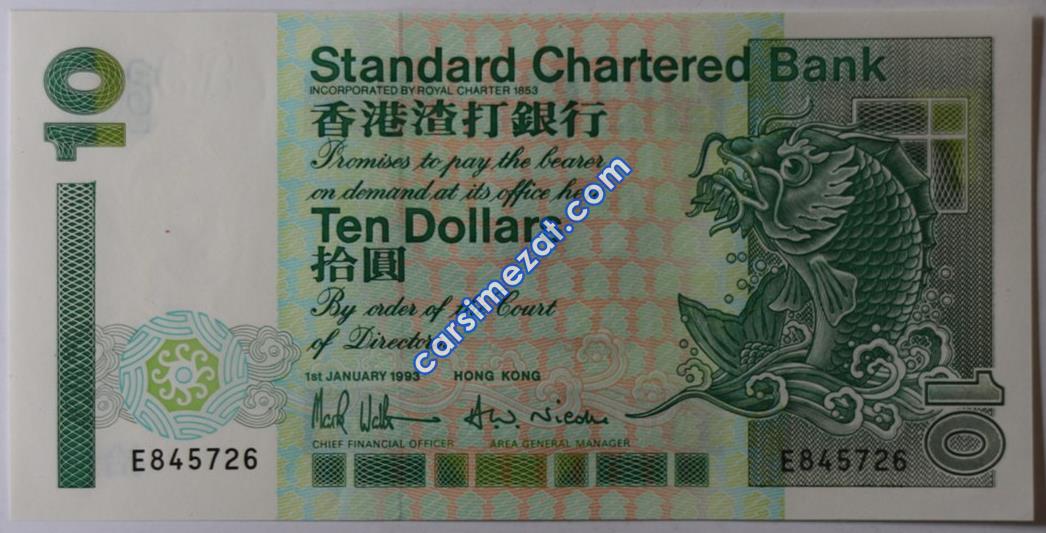 10
Standard Chartered Bank
INCORPORATED BY ROYAL CHARTER 1853
香港渣打銀行
Promises to pay the bearer
on demand at its office
Ten Dollars
拾圓
By order of the Court
of Directors
1st JANUARY 1993 HONG KONG
CHIEF FINANCIAL OFFICER AREA GENERAL MANAGER
E845726 E845726
10
carsimezat.com